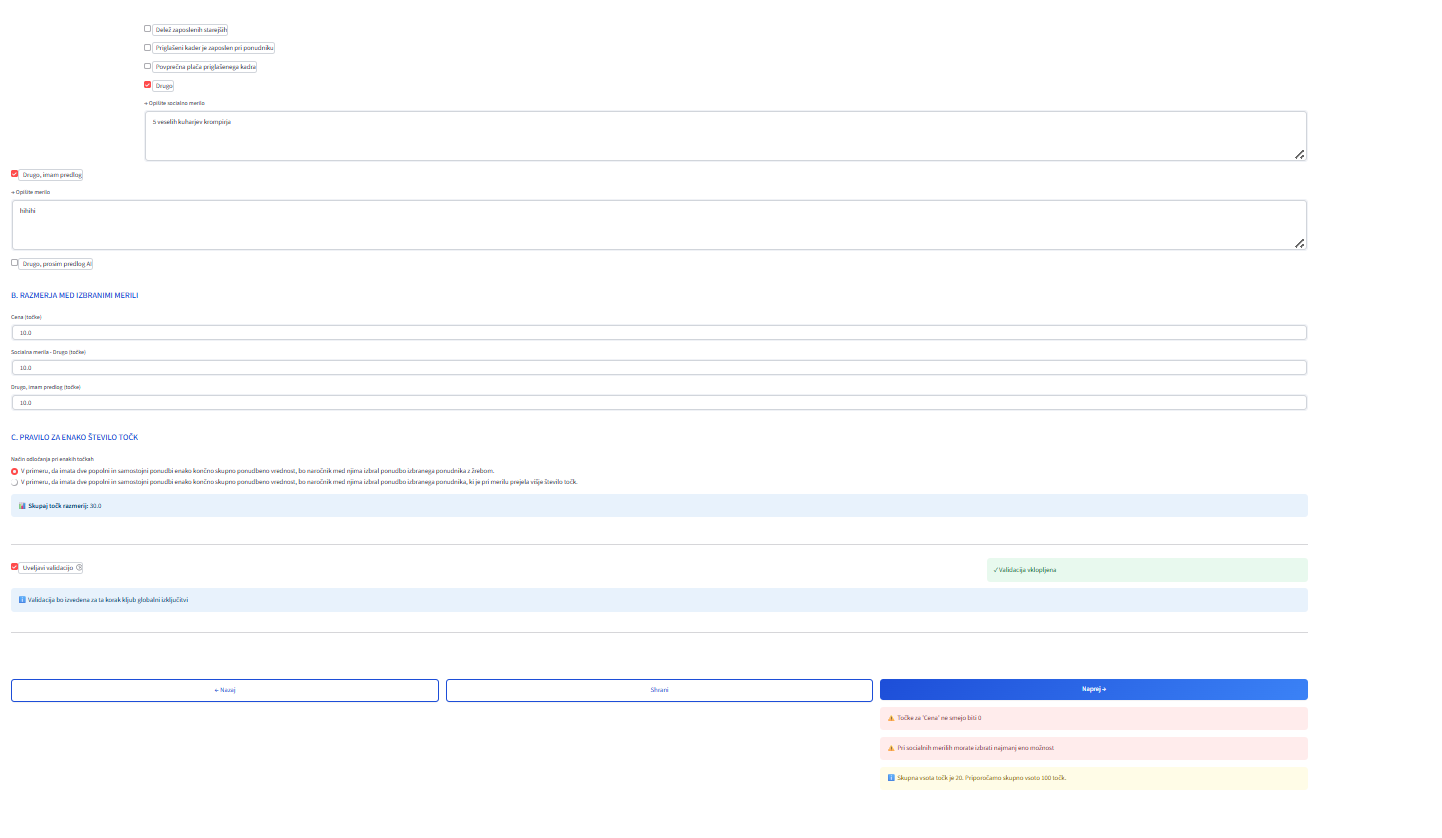 Delež zaposlenih starejših
Priglašeni kader je zaposlen pri ponudniku
Povprečna plača priglašenega kadra
Drugo
→ Opišite socialno merilo
5 veselih kuharjev krompirja
Drugo, imam predlog
→ Opišite merilo
hihihi
Drugo, prosim predlog AI
B. RAZMERJA MED IZBRANIMI MERILI
Cena (točke)
10.0
Socialna merila - Drugo (točke)
10.0
Drugo, imam predlog (točke)
10.0
C. PRAVILO ZA ENAKO ŠTEVILO TOČK
Način odločanja pri enakih točkah
V primeru, da imata dve popolni in samostojni ponudbi enako končno skupno ponudbeno vrednost, bo naročnik med njima izbral ponudbo izbranega ponudnika z žrebom.
V primeru, da imata dve popolni in samostojni ponudbi enako končno skupno ponudbeno vrednost, bo naročnik med njima izbral ponudbo izbranega ponudnika, ki je pri merilu prejela višje število točk.
Skupaj točk razmerij: 30.0
Uveljavi validacijo
✓ Validacija vklopljena
Validacija bo izvedena za ta korak kljub globalni izključitvi
← Nazaj
Shrani
Naprej →
Točke za 'Cena' ne smejo biti 0
Pri socialnih merilih morate izbrati najmanj eno možnost
Skupna vsota točk je 20. Priporočamo skupno vsoto 100 točk.